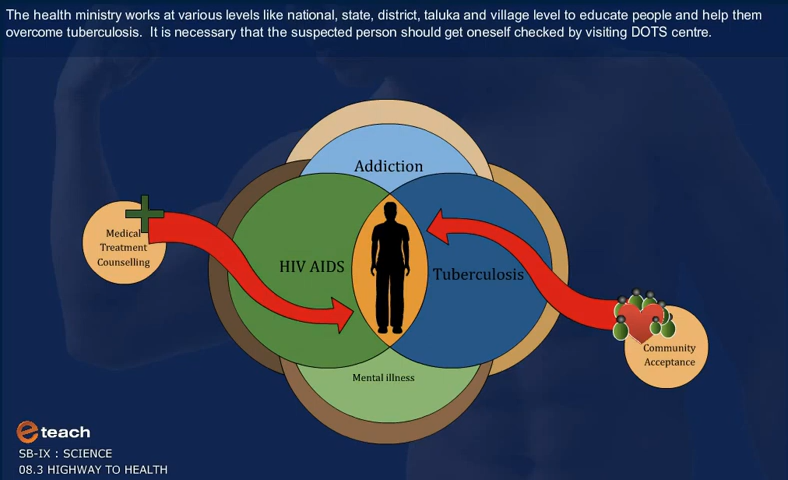 The health ministry works at various levels like national, state, district, taluka and village level to educate people and help them
overcome tuberculosis.  It is necessary that the suspected person should get oneself checked by visiting DOTS centre.
Addiction
Medical
Treatment
Counselling
HIV AIDS
Tuberculosis
Community
Acceptance
Mental illness
e teach
SB-IX : SCIENCE
08.3 HIGHWAY TO HEALTH